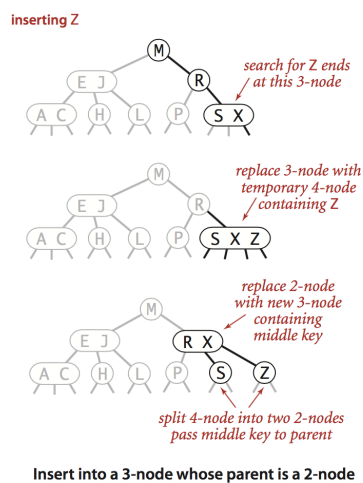 inserting Z
M
E J
R
search for Z ends
at this 3-node
A C
H
L
P
S X
replace 3-node with
temporary 4-node
containing Z
M
E J
R
A C
H
L
P
S X Z
replace 2-node
with new 3-node
containing
middle key
M
E J
R X
A C
H
L
P
S
Z
split 4-node into two 2-nodes
pass middle key to parent
Insert into a 3-node whose parent is a 2-node